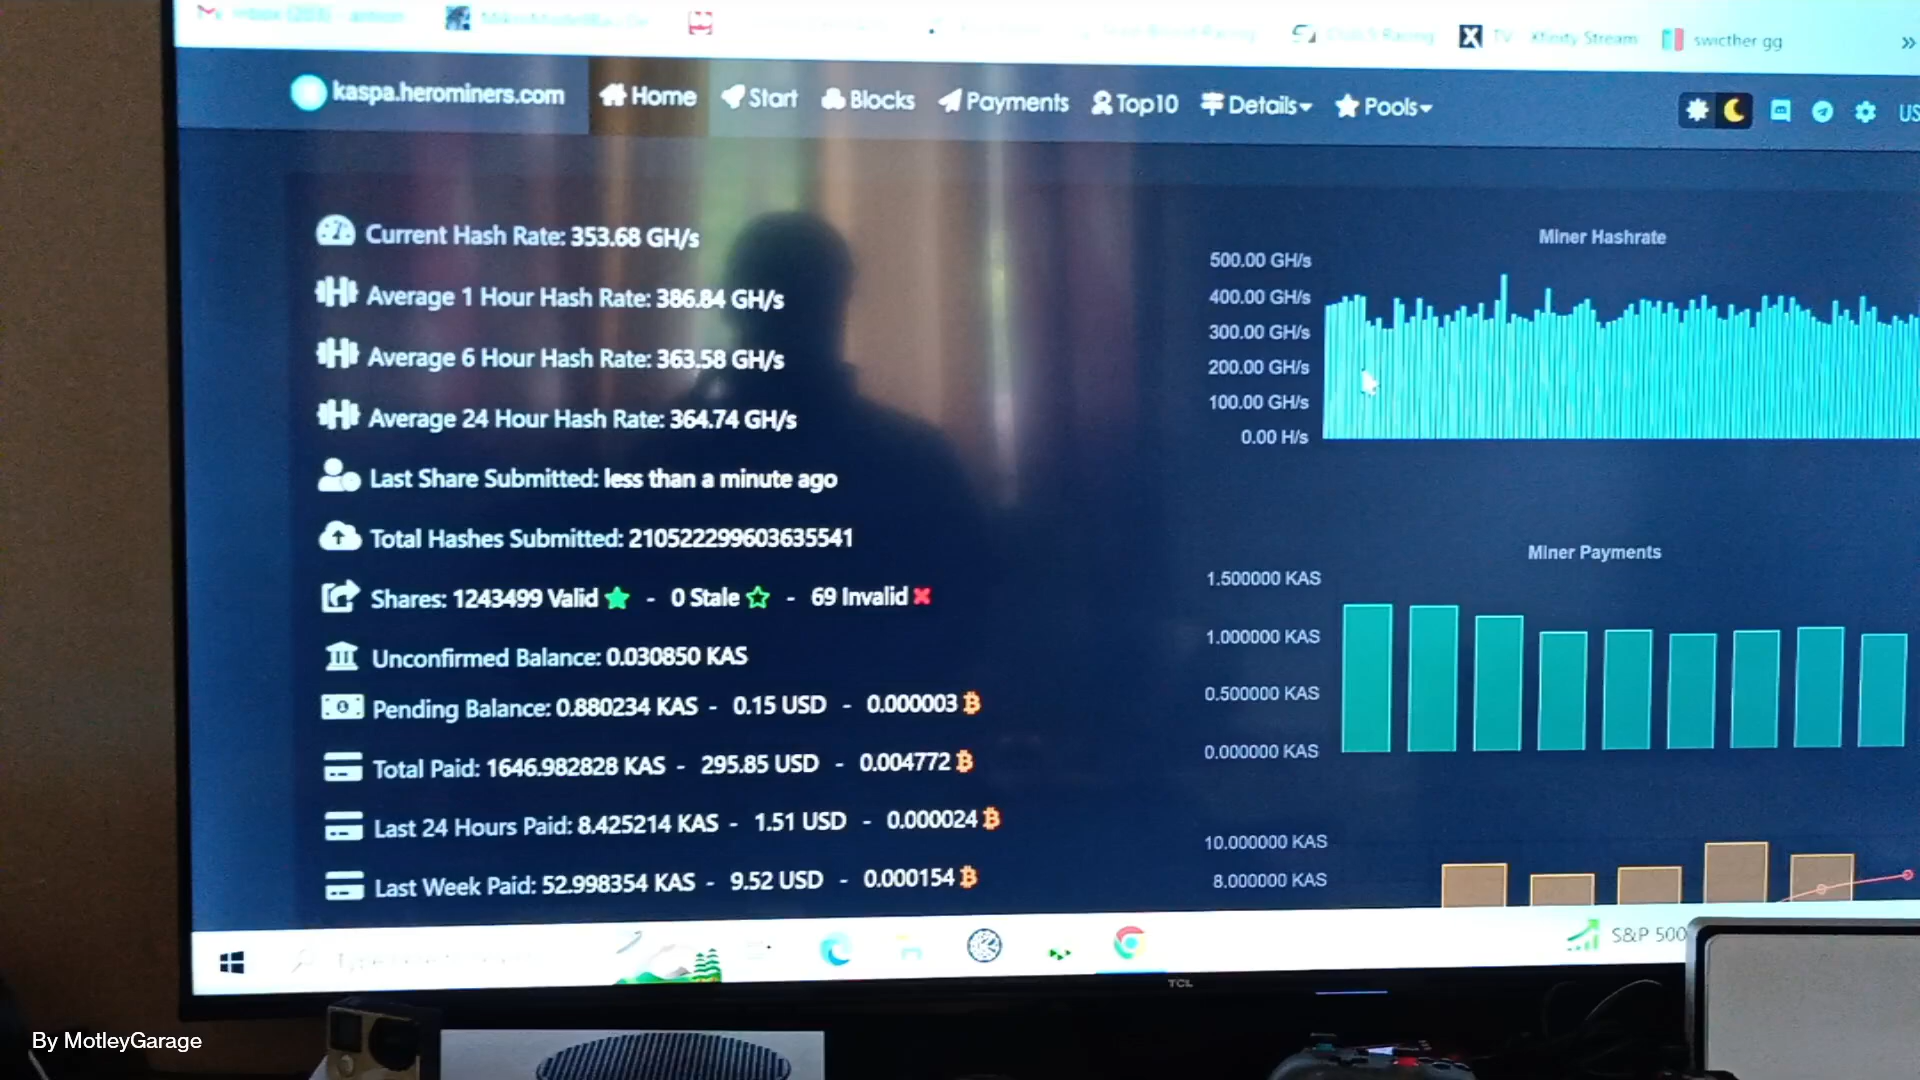 Xfinity Stream
swicther gg
»
kaspa.herominers.com
Home
Start
Blocks
Payments
Top10
Details
Pools
US
Current Hash Rate: 353.68 GH/s
Average 1 Hour Hash Rate: 386.84 GH/s
Average 6 Hour Hash Rate: 363.58 GH/s
Average 24 Hour Hash Rate: 364.74 GH/s
Last Share Submitted: less than a minute ago
Total Hashes Submitted: 210522299603635541
Shares: 1243499 Valid - 0 Stale - 69 Invalid
Unconfirmed Balance: 0.030850 KAS
Pending Balance: 0.880234 KAS - 0.15 USD - 0.000003
Total Paid: 1646.982828 KAS - 295.85 USD - 0.004772
Last 24 Hours Paid: 8.425214 KAS - 1.51 USD - 0.000024
Last Week Paid: 52.998354 KAS - 9.52 USD - 0.000154
Miner Hashrate
500.00 GH/s
400.00 GH/s
300.00 GH/s
200.00 GH/s
100.00 GH/s
0.00 H/s
Miner Payments
1.500000 KAS
1.000000 KAS
0.500000 KAS
0.000000 KAS
10.000000 KAS
8.000000 KAS
S&P 500
TCL
By MotleyGarage